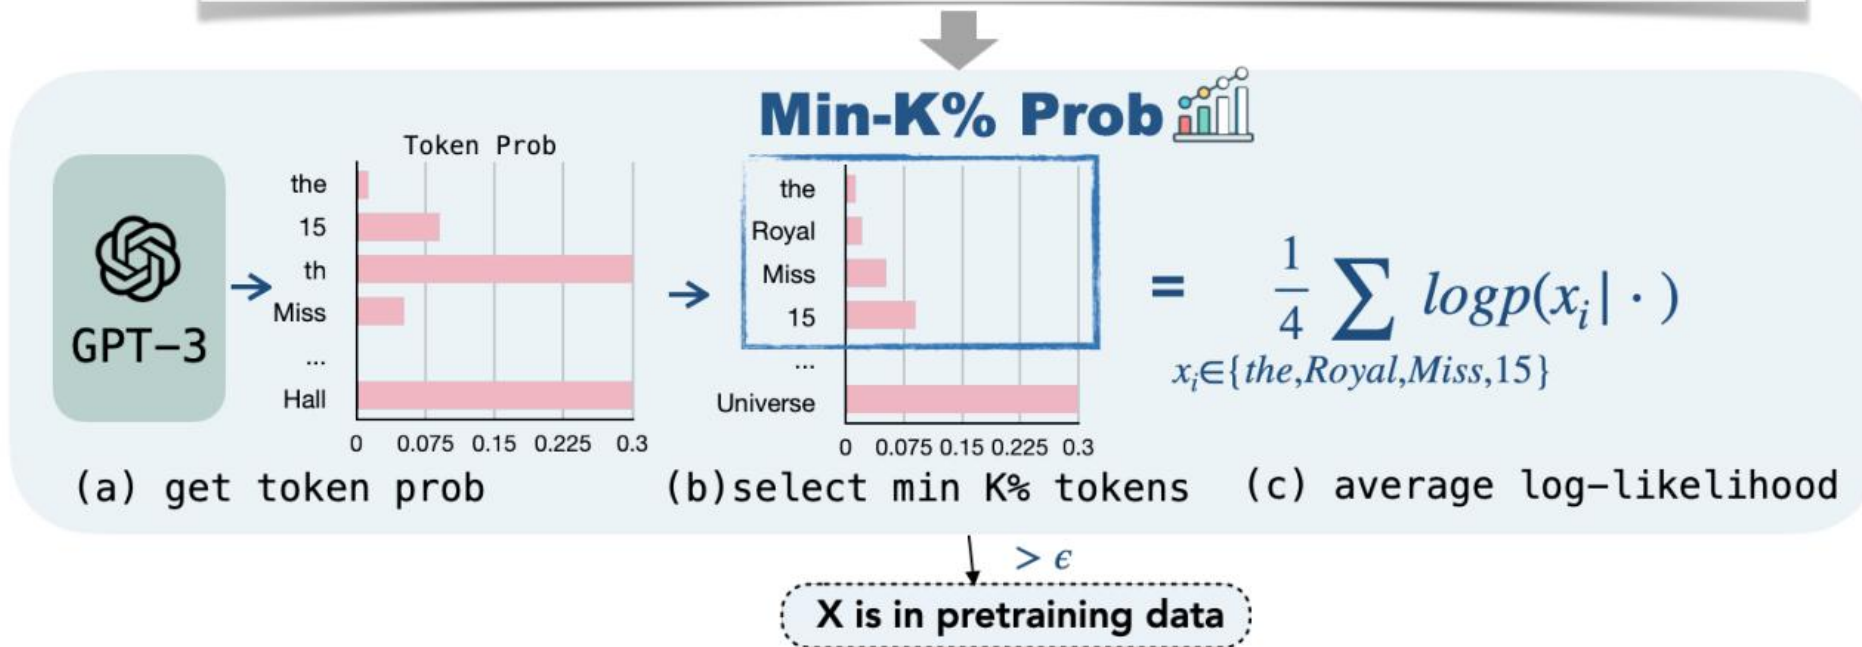 Min-K% Prob
Token Prob
the
15
th
Miss
...
Hall
0 0.075 0.15 0.225 0.3
GPT-3
the
Royal
Miss
15
...
Universe
0 0.075 0.15 0.225 0.3
= 1/4 ∑ logp(xᵢ| · )
xᵢ∈{the,Royal,Miss,15}
(a) get token prob
(b)select min K% tokens
(c) average log-likelihood
> ϵ
X is in pretraining data